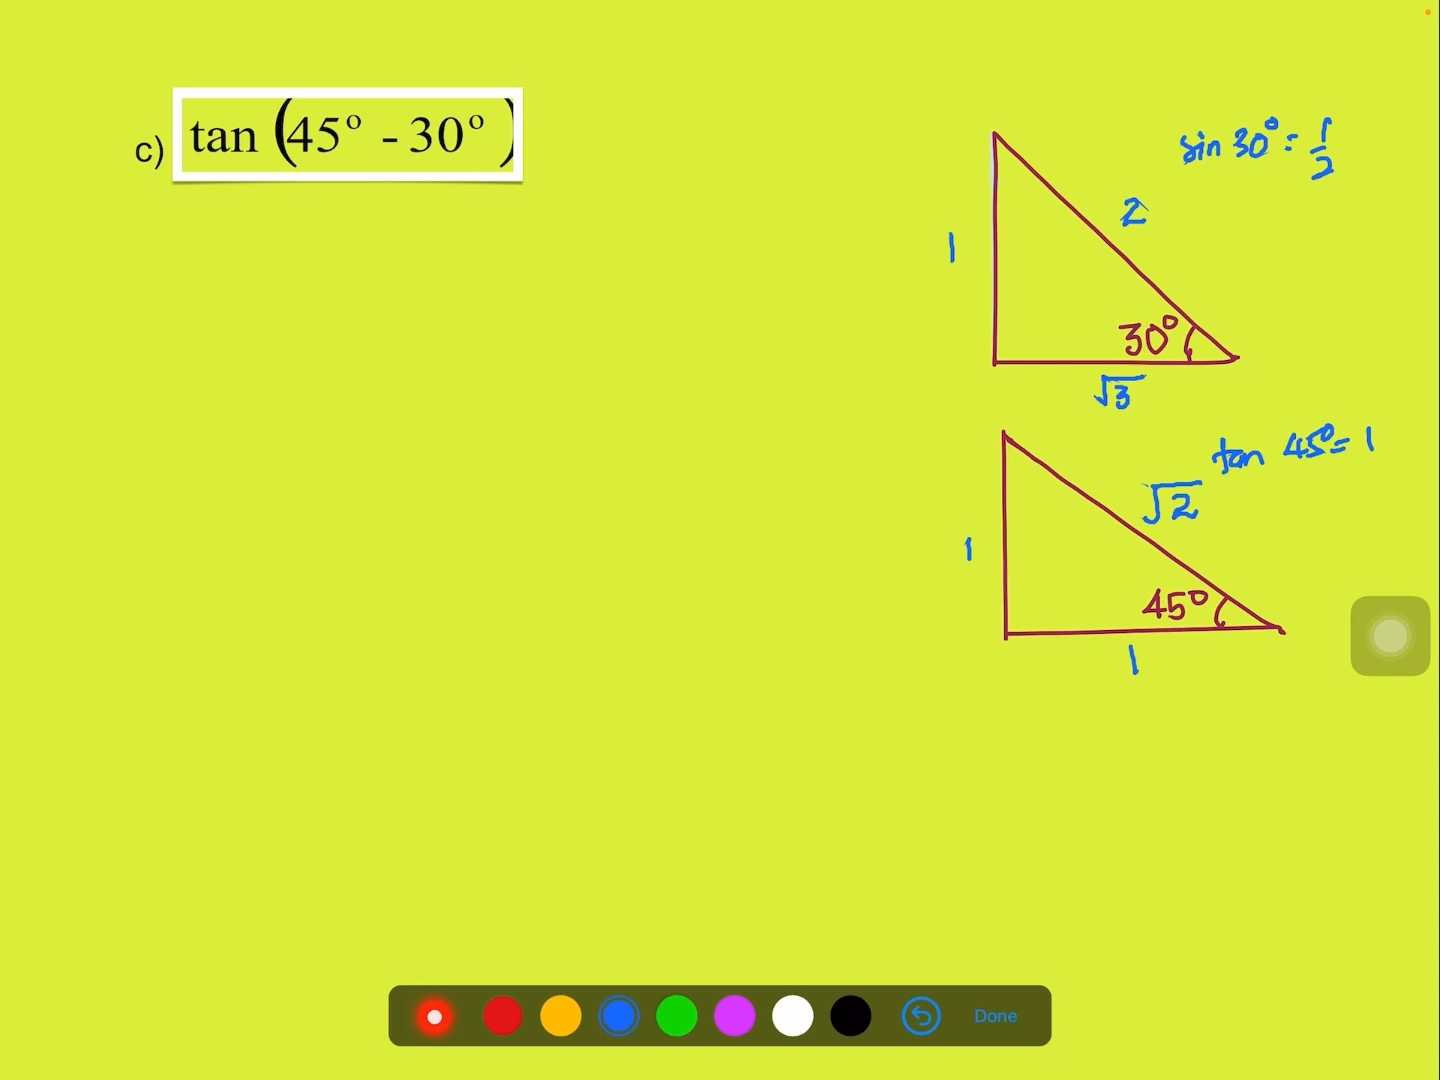 c) tan (45° - 30°)
sin 30° = 1/2
2
1
30°
√3
tan 45° = 1
√2
1
45°
1
Done